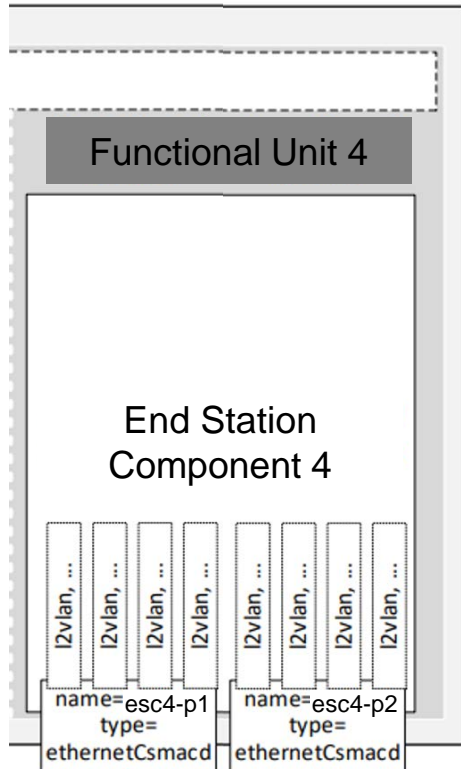 Functional Unit 4
End Station
Component 4
l2vlan, ...
l2vlan, ...
l2vlan, ...
l2vlan, ...
l2vlan, ...
l2vlan, ...
l2vlan, ...
l2vlan, ...
name=esc4-p1
type=
ethernetCsmacd
name=esc4-p2
type=
ethernetCsmacd